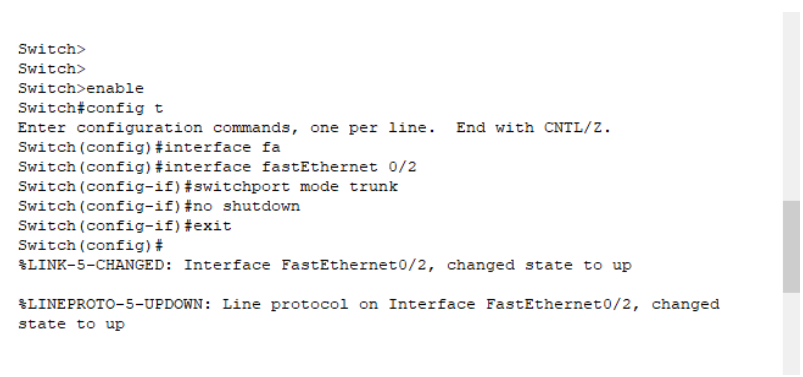 Switch>
Switch>
Switch>enable
Switch#config t
Enter configuration commands, one per line.  End with CNTL/Z.
Switch(config)#interface fa
Switch(config)#interface fastEthernet 0/2
Switch(config-if)#switchport mode trunk
Switch(config-if)#no shutdown
Switch(config-if)#exit
Switch(config)#
%LINK-5-CHANGED: Interface FastEthernet0/2, changed state to up
%LINEPROTO-5-UPDOWN: Line protocol on Interface FastEthernet0/2, changed
state to up